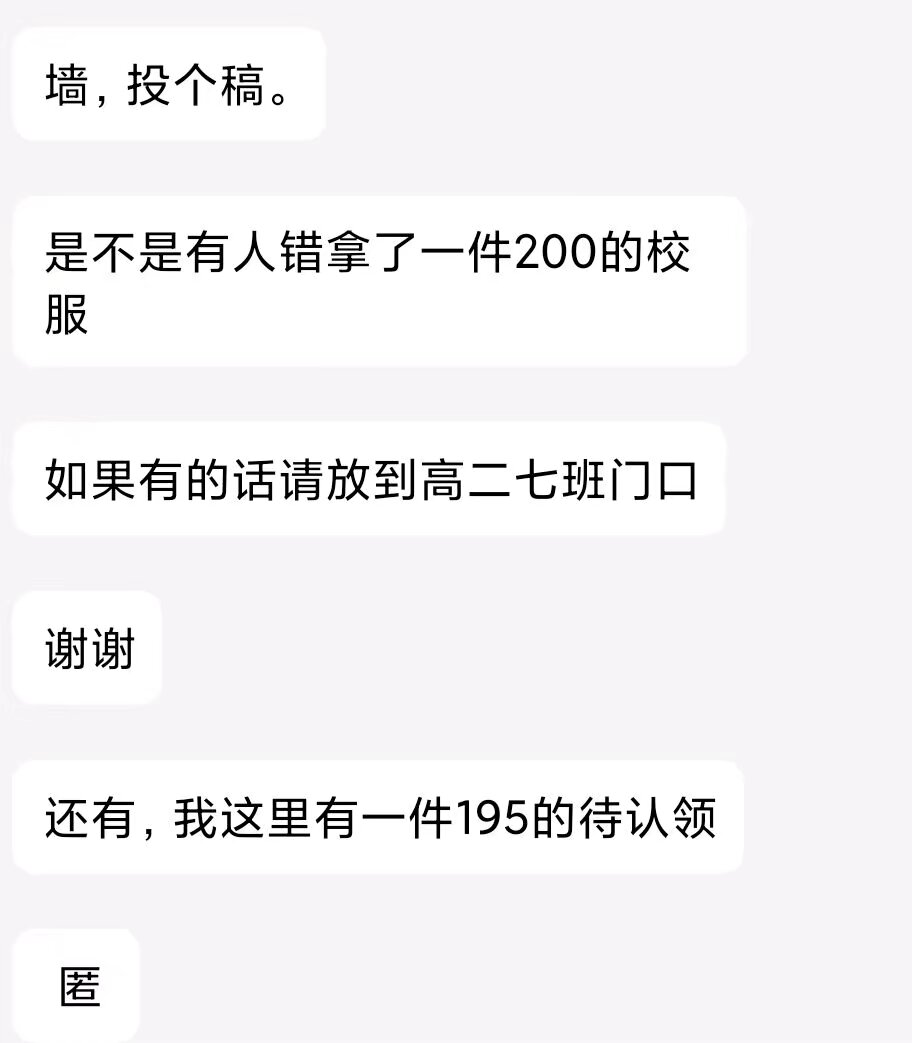 墙，投个稿。
是不是有人错拿了一件200的校
服
如果有的话请放到高二七班门口
谢谢
还有，我这里有一件195的待认领
匿